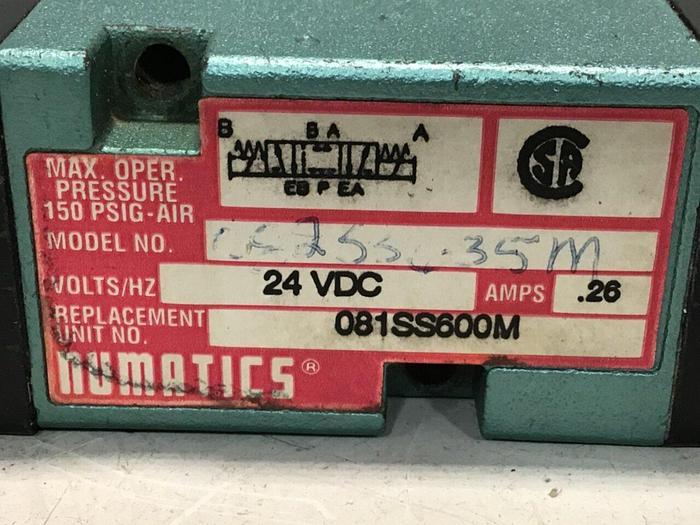 B B A A
EB P EA
CSA
MAX. OPER.
PRESSURE
150 PSIG-AIR
MODEL NO.
VOLTS/HZ 24 VDC AMPS .26
REPLACEMENT
UNIT NO. 081SS600M
NUMATICS ®